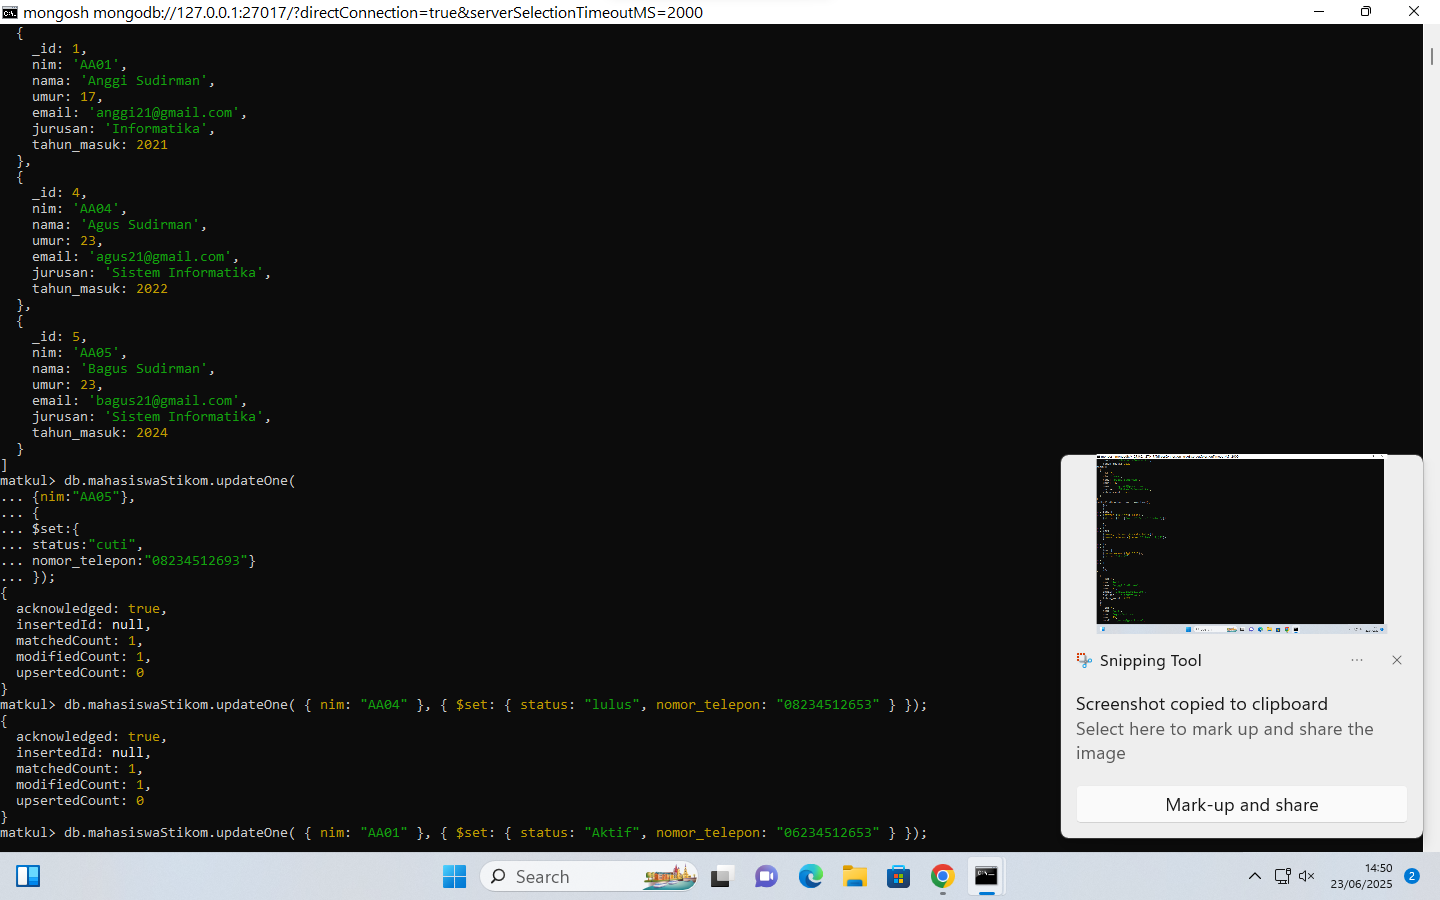 mongosh mongodb://127.0.0.1:27017/?directConnection=true&serverSelectionTimeoutMS=2000
{
_id: 1,
nim: 'AA01',
nama: 'Anggi Sudirman',
umur: 17,
email: 'anggi21@gmail.com',
jurusan: 'Informatika',
tahun_masuk: 2021
},
{
_id: 4,
nim: 'AA04',
nama: 'Agus Sudirman',
umur: 23,
email: 'agus21@gmail.com',
jurusan: 'Sistem Informatika',
tahun_masuk: 2022
},
{
_id: 5,
nim: 'AA05',
nama: 'Bagus Sudirman',
umur: 23,
email: 'bagus21@gmail.com',
jurusan: 'Sistem Informatika',
tahun_masuk: 2024
}
]
matkul> db.mahasiswaStikom.updateOne(
... {nim:"AA05"},
... {
... $set:{
... status:"cuti",
... nomor_telepon:"08234512693"}
... });
{
acknowledged: true,
insertedId: null,
matchedCount: 1,
modifiedCount: 1,
upsertedCount: 0
}
matkul> db.mahasiswaStikom.updateOne( { nim: "AA04" }, { $set: { status: "lulus", nomor_telepon: "08234512653" } });
{
acknowledged: true,
insertedId: null,
matchedCount: 1,
modifiedCount: 1,
upsertedCount: 0
}
matkul> db.mahasiswaStikom.updateOne( { nim: "AA01" }, { $set: { status: "Aktif", nomor_telepon: "06234512653" } });
Snipping Tool
Screenshot copied to clipboard
Select here to mark up and share the
image
Mark-up and share
Search
14:50
23/06/2025
2